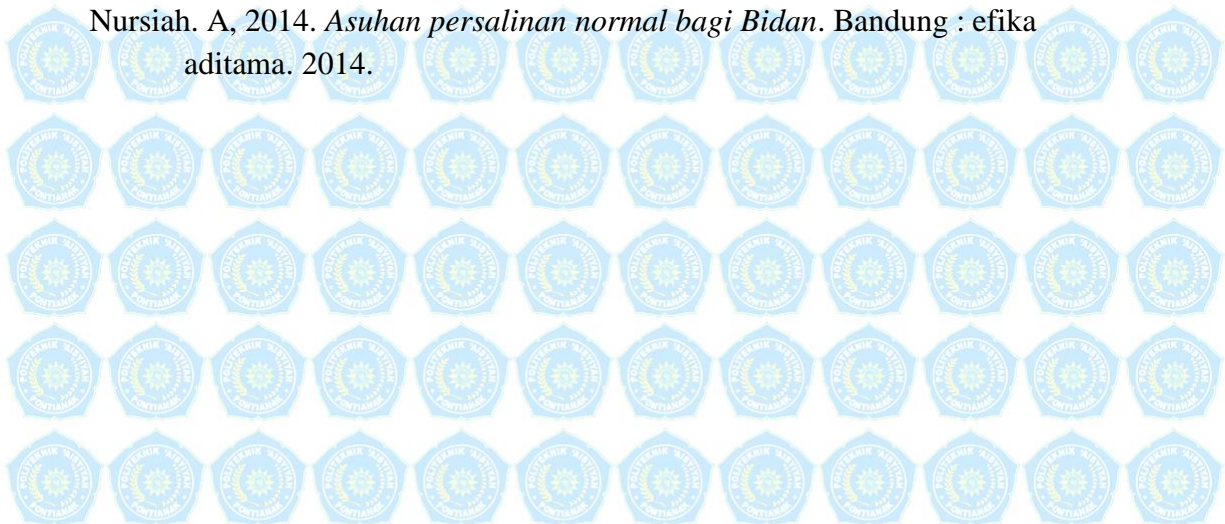 Nursiah. A, 2014. Asuhan persalinan normal bagi Bidan. Bandung : efika
aditama. 2014.